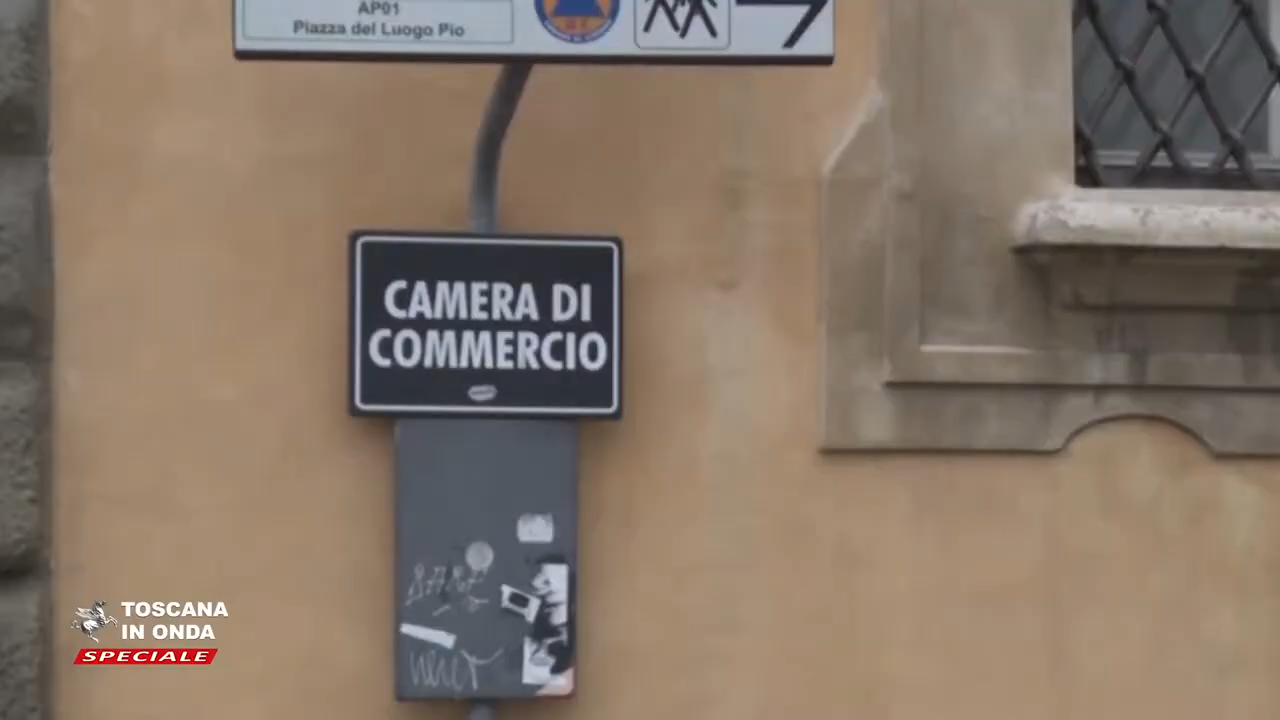 AP01
Piazza del Luogo Pio
CAMERA DI
COMMERCIO
TOSCANA
IN ONDA
SPECIALE